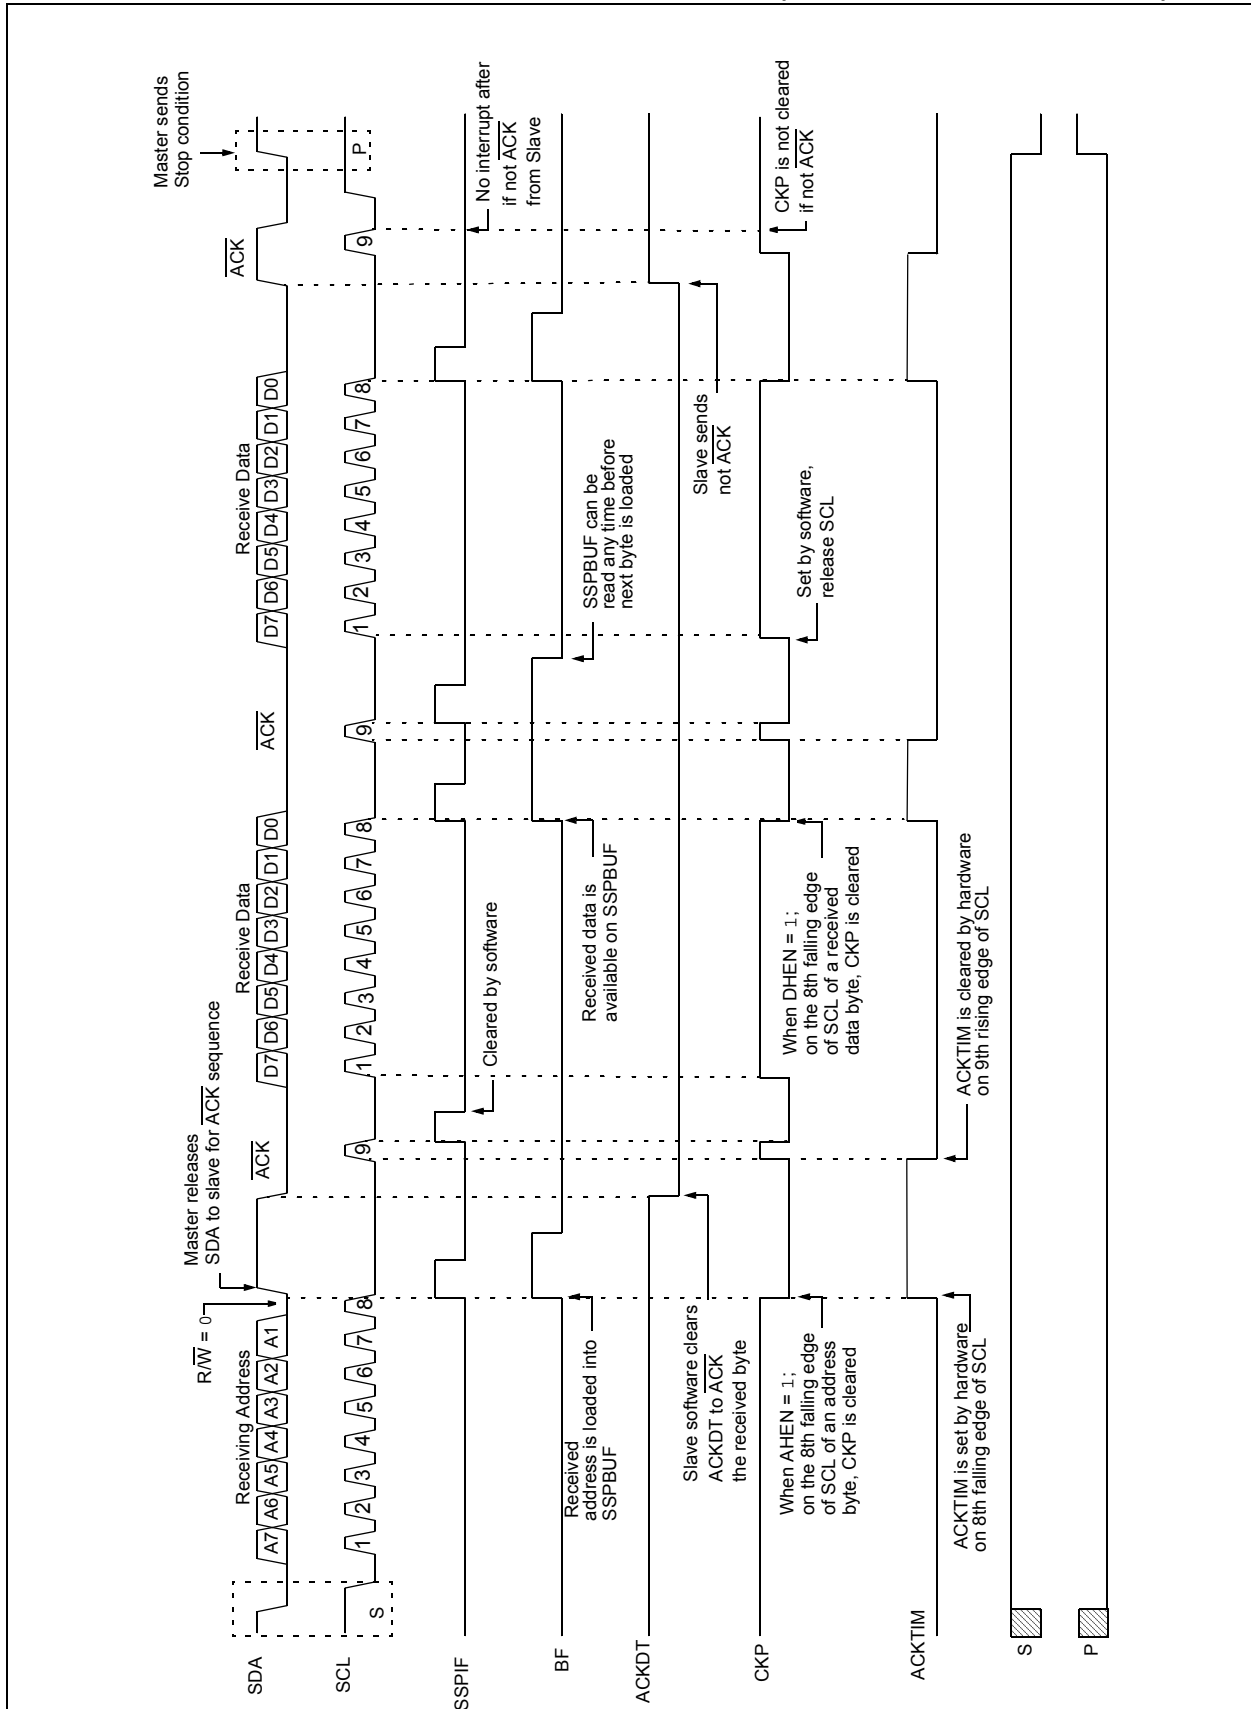 Master sends
Stop condition
Master releases
SDA to slave for ACK sequence
R/W = 0
Receiving Address
Receive Data
Receive Data
SDA
A7 A6 A5 A4 A3 A2 A1
ACK
D7 D6 D5 D4 D3 D2 D1 D0
ACK
D7 D6 D5 D4 D3 D2 D1 D0
ACK
SCL
S
1 2 3 4 5 6 7 8 9 1 2 3 4 5 6 7 8 9 1 2 3 4 5 6 7 8 9
P
SSPIF
Cleared by software
No interrupt after
if not ACK
from Slave
BF
Received
address is loaded into
SSPBUF
Received data is
available on SSPBUF
SSPBUF can be
read any time before
next byte is loaded
ACKDT
Slave software clears
ACKDT to ACK
the received byte
Slave sends
not ACK
CKP
When AHEN = 1;
on the 8th falling edge
of SCL of an address
byte, CKP is cleared
When DHEN = 1;
on the 8th falling edge
of SCL of a received
data byte, CKP is cleared
Set by software,
release SCL
CKP is not cleared
if not ACK
ACKTIM
ACKTIM is set by hardware
on 8th falling edge of SCL
ACKTIM is cleared by hardware
on 9th rising edge of SCL
S
P